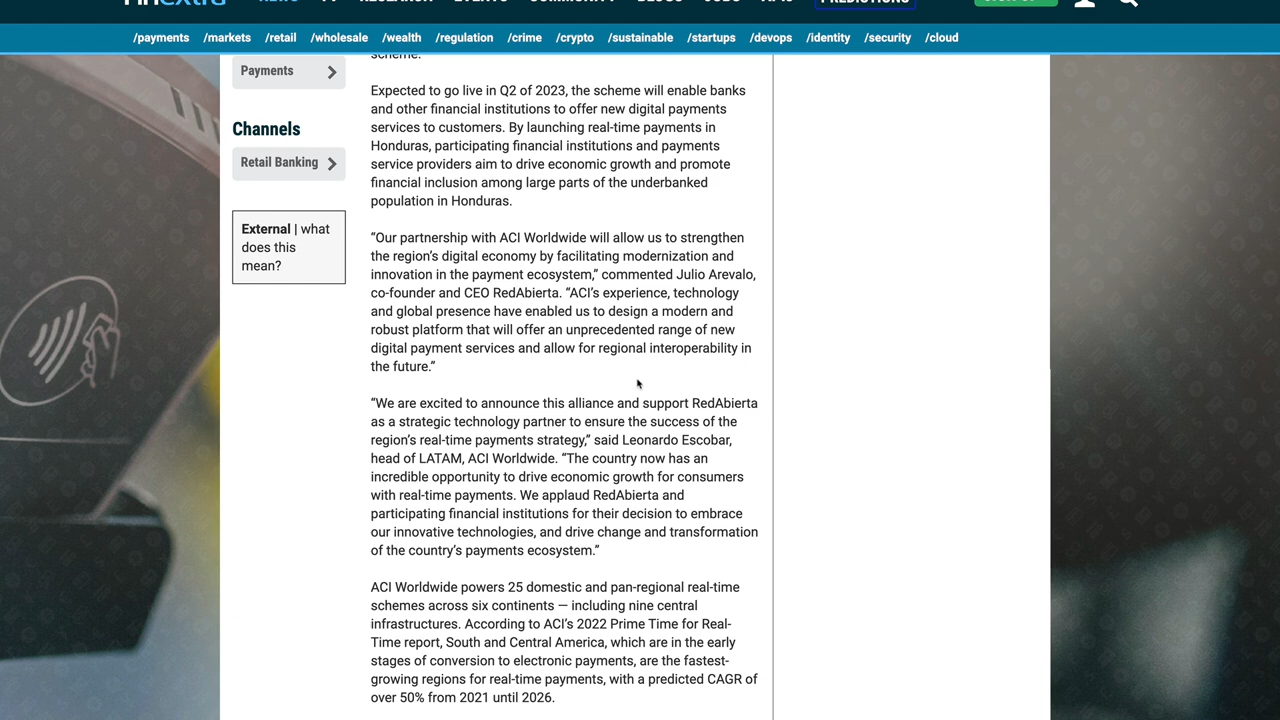 Finextra
NEWS TV RESEARCH EVENTS COMMUNITY BLOGS JOBS PREDICTIONS SIGN UP
/payments /markets /retail /wholesale /wealth /regulation /crime /crypto /sustainable /startups /devops /identity /security /cloud
Payments
Channels
Retail Banking
External | what
does this
mean?
scheme.
Expected to go live in Q2 of 2023, the scheme will enable banks
and other financial institutions to offer new digital payments
services to customers. By launching real-time payments in
Honduras, participating financial institutions and payments
service providers aim to drive economic growth and promote
financial inclusion among large parts of the underbanked
population in Honduras.
“Our partnership with ACI Worldwide will allow us to strengthen
the region’s digital economy by facilitating modernization and
innovation in the payment ecosystem,” commented Julio Arevalo,
co-founder and CEO RedAbierta. “ACI’s experience, technology
and global presence have enabled us to design a modern and
robust platform that will offer an unprecedented range of new
digital payment services and allow for regional interoperability in
the future.”
“We are excited to announce this alliance and support RedAbierta
as a strategic technology partner to ensure the success of the
region’s real-time payments strategy,” said Leonardo Escobar,
head of LATAM, ACI Worldwide. “The country now has an
incredible opportunity to drive economic growth for consumers
with real-time payments. We applaud RedAbierta and
participating financial institutions for their decision to embrace
our innovative technologies, and drive change and transformation
of the country’s payments ecosystem.”
ACI Worldwide powers 25 domestic and pan-regional real-time
schemes across six continents — including nine central
infrastructures. According to ACI’s 2022 Prime Time for Real-
Time report, South and Central America, which are in the early
stages of conversion to electronic payments, are the fastest-
growing regions for real-time payments, with a predicted CAGR of
over 50% from 2021 until 2026.